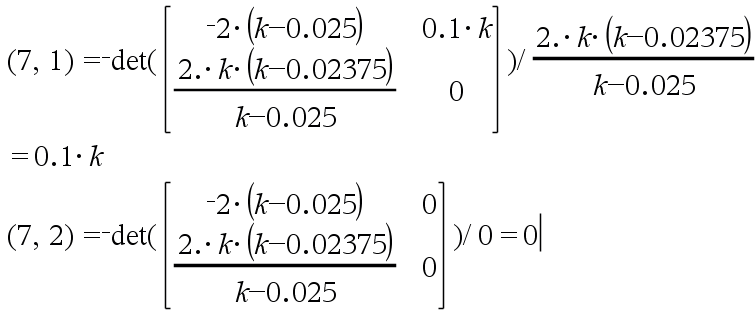 (7, 1) = ⁻det([ ⁻2·(k−0.025)  0.1·k
2.·k·(k−0.02375)/(k−0.025)  0 ])/ 2.·k·(k−0.02375)/(k−0.025)
=0.1·k
(7, 2) = ⁻det([ ⁻2·(k−0.025)  0
2.·k·(k−0.02375)/(k−0.025)  0 ])/ 0 = 0